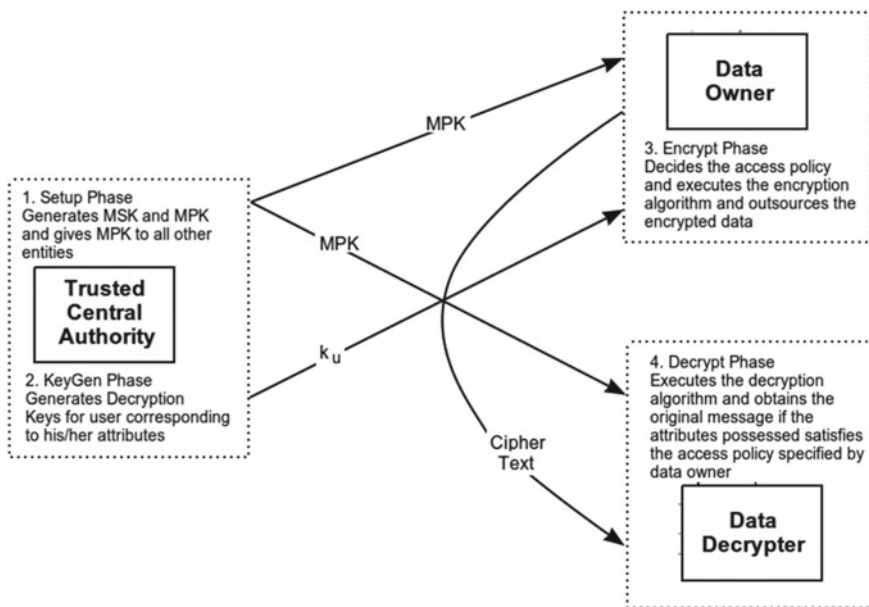 1. Setup Phase
Generates MSK and MPK
and gives MPK to all other
entities
Trusted
Central
Authority
2. KeyGen Phase
Generates Decryption
Keys for user corresponding
to his/her attributes
MPK
MPK
k u
Cipher
Text
Data
Owner
3. Encrypt Phase
Decides the access policy
and executes the encryption
algorithm and outsources the
encrypted data
4. Decrypt Phase
Executes the decryption
algorithm and obtains the
original message if the
attributes possessed satisfies
the access policy specified by
data owner
Data
Decrypter